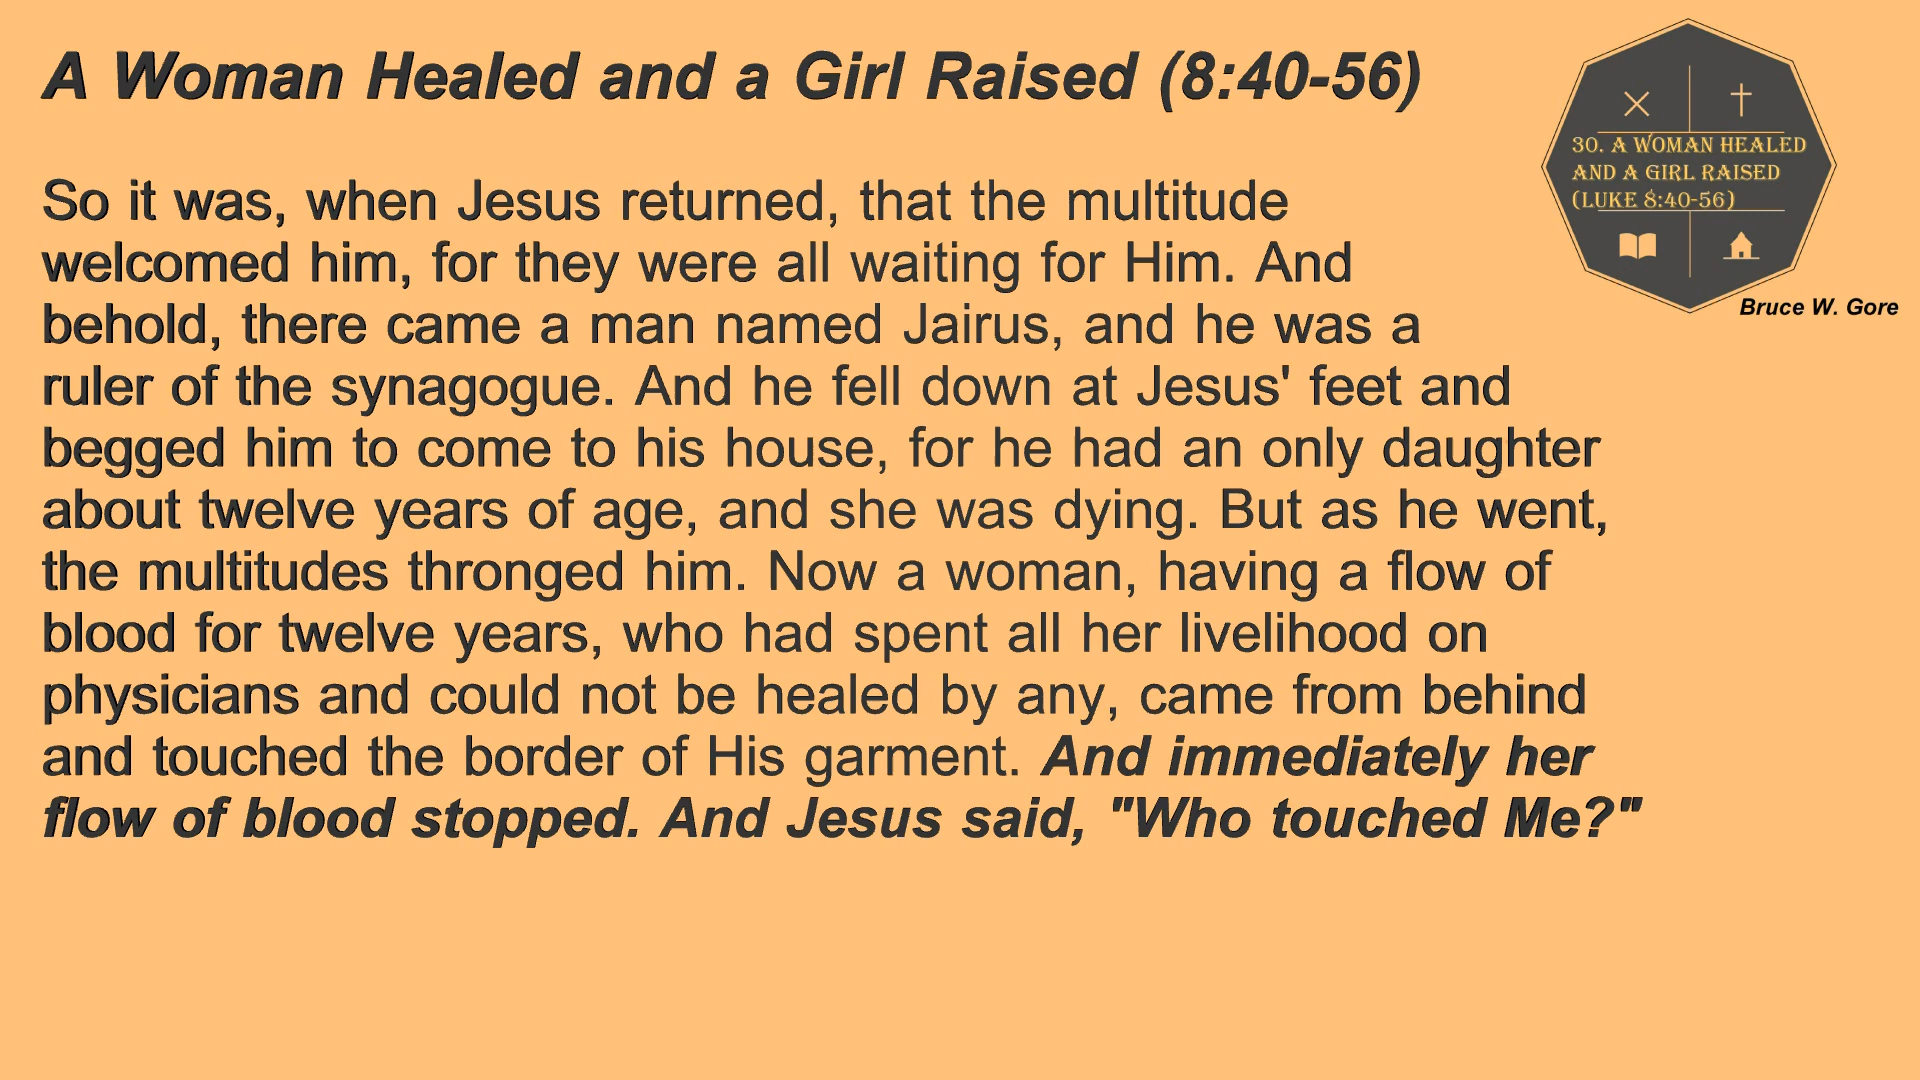 A Woman Healed and a Girl Raised (8:40-56)
So it was, when Jesus returned, that the multitude
welcomed him, for they were all waiting for Him. And
behold, there came a man named Jairus, and he was a
ruler of the synagogue. And he fell down at Jesus' feet and
begged him to come to his house, for he had an only daughter
about twelve years of age, and she was dying. But as he went,
the multitudes thronged him. Now a woman, having a flow of
blood for twelve years, who had spent all her livelihood on
physicians and could not be healed by any, came from behind
and touched the border of His garment. And immediately her
flow of blood stopped. And Jesus said, "Who touched Me?"
30. A WOMAN HEALED
AND A GIRL RAISED
(LUKE 8:40-56)
Bruce W. Gore